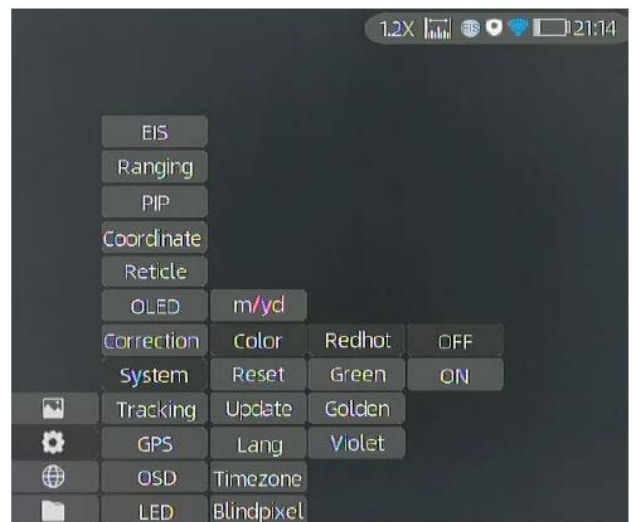 1.2X EIS 21:14
EIS
Ranging
PIP
Coordinate
Reticle
OLED m/yd
Correction Color Redhot OFF
System Reset Green ON
Tracking Update Golden
GPS Lang Violet
OSD Timezone
LED Blindpixel